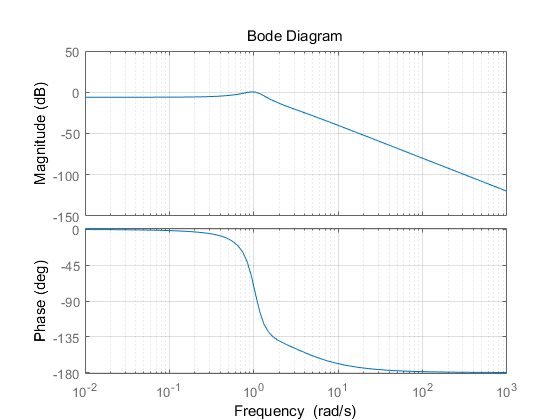 Bode Diagram
50
0
-50
-100
-150
Magnitude (dB)
0
-45
-90
-135
-180
Phase (deg)
10^-2 10^-1 10^0 10^1 10^2 10^3
Frequency (rad/s)